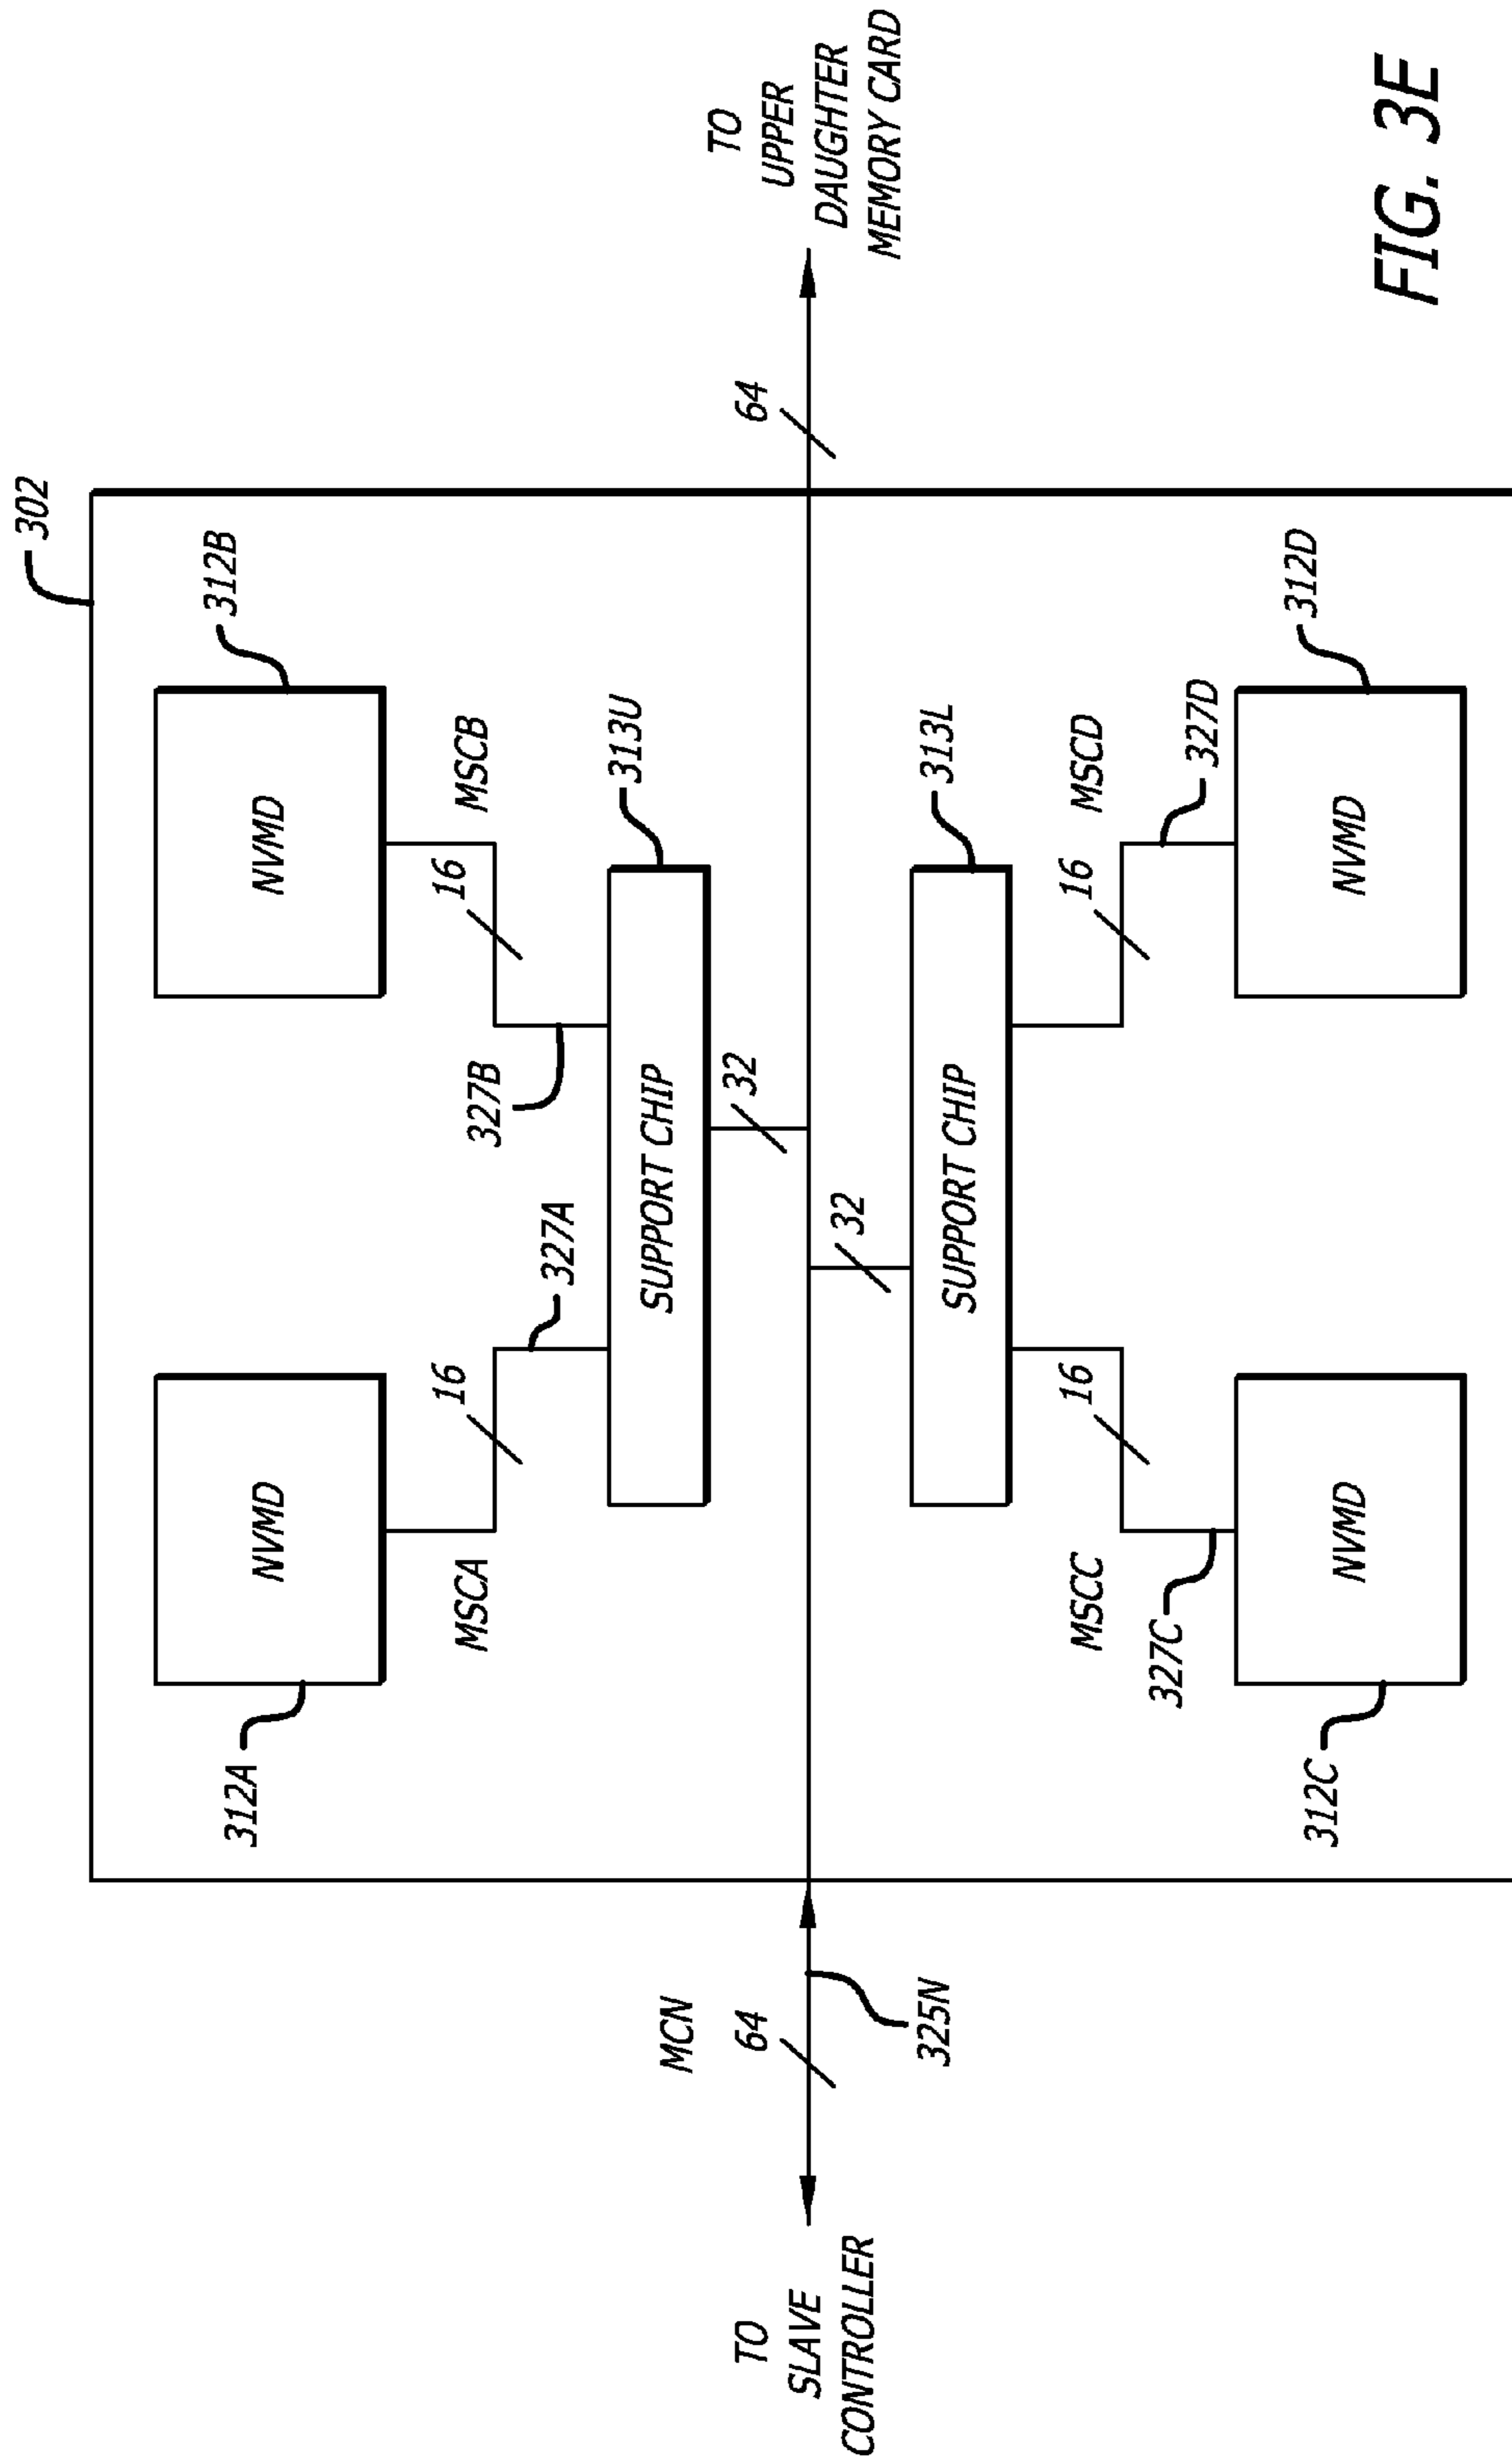 302
312A
NVMD
NVMD
312B
MSCA
16
327A
327B
16
MSCB
SUPPORT CHIP
313U
32
TO
SLAVE
CONTROLLER
MCN
64
325N
64
TO
UPPER
DAUGHTER
MEMORY CARD
32
SUPPORT CHIP
313L
MSCC
16
327C
16
MSCD
327D
312C
NVMD
NVMD
312D
FIG. 3E